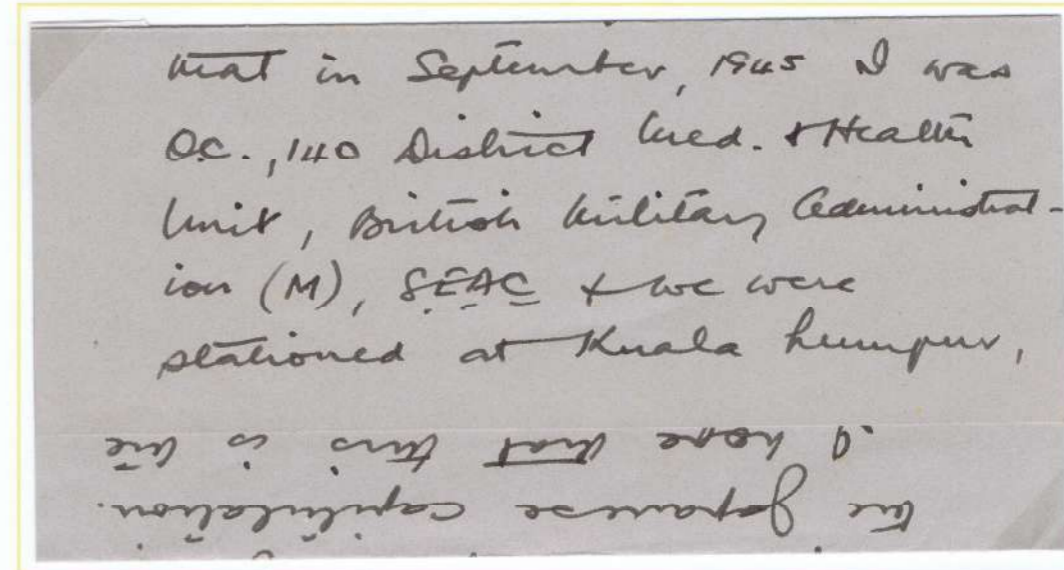 that in September, 1945 I was
O.C., 140 District Med. & Health
Unit, British Military Administrat-
ion (M), SEAC & we were
stationed at Kuala Lumpur,
the Japanese capitulation.
I hope that this is the